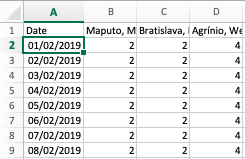 A B C D
1 Date Maputo, M Bratislava, Agrínio, We
2 01/02/2019 2 2 4
3 02/02/2019 2 2 4
4 03/02/2019 2 2 4
5 04/02/2019 2 2 4
6 05/02/2019 2 2 4
7 06/02/2019 2 2 4
8 07/02/2019 2 2 4
9 08/02/2019 2 2 4